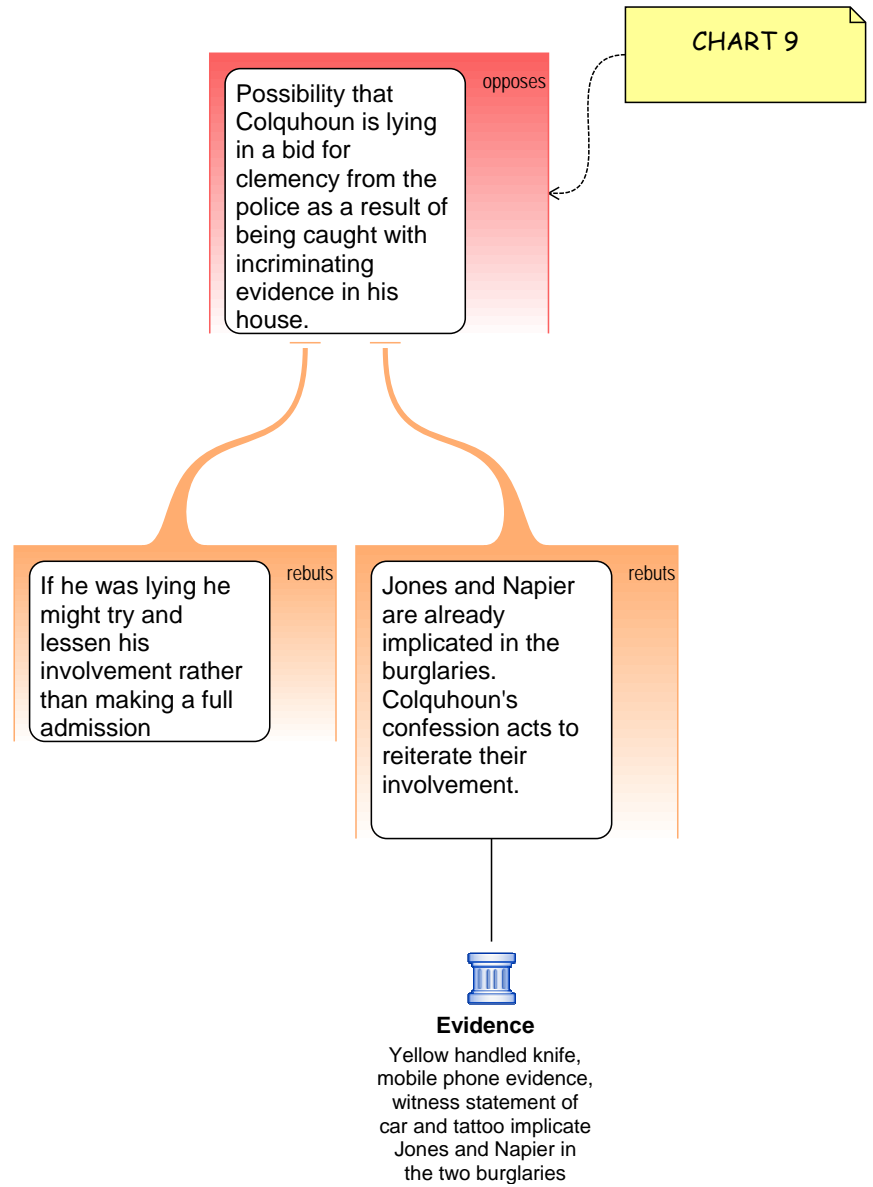 CHART 9
opposes
Possibility that
Colquhoun is lying
in a bid for
clemency from the
police as a result of
being caught with
incriminating
evidence in his
house.
rebuts
If he was lying he
might try and
lessen his
involvement rather
than making a full
admission
rebuts
Jones and Napier
are already
implicated in the
burglaries.
Colquhoun's
confession acts to
reiterate their
involvement.
Evidence
Yellow handled knife,
mobile phone evidence,
witness statement of
car and tattoo implicate
Jones and Napier in
the two burglaries